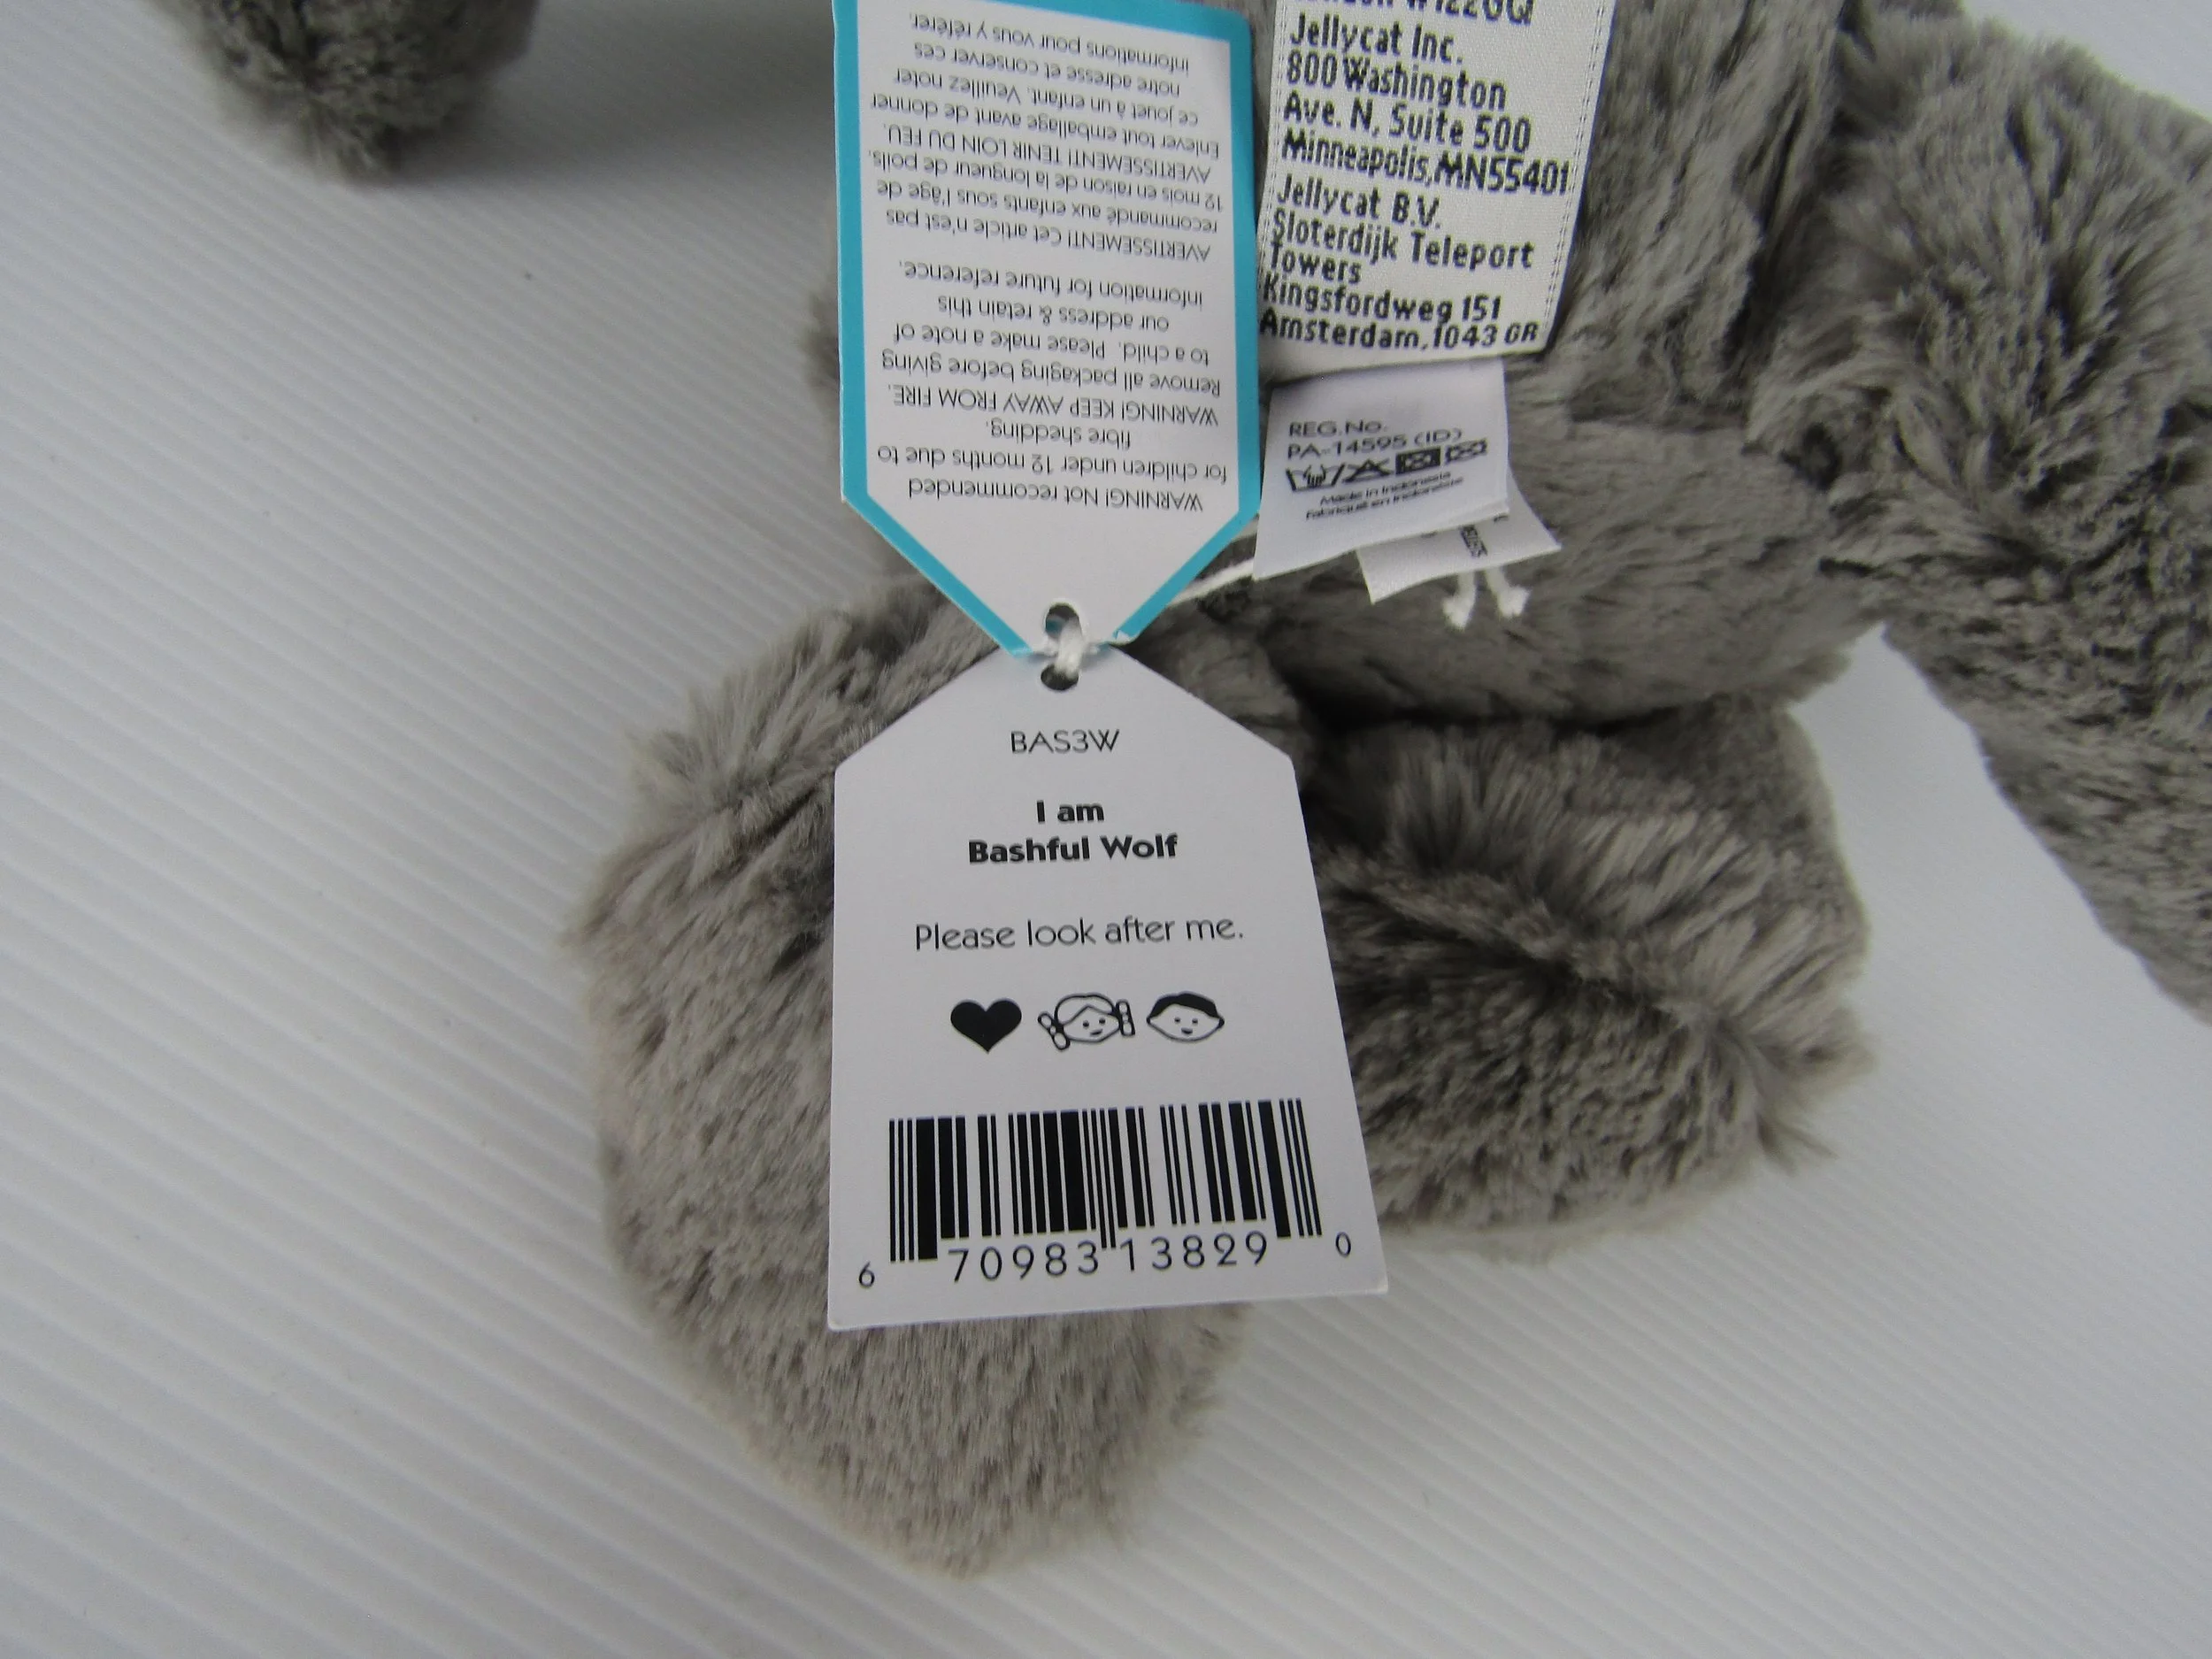 WARNING! Not recommended
for children under 12 months due to
fibre shedding.
WARNING! KEEP AWAY FROM FIRE.
Remove all packaging before giving
to a child. Please make a note of
our address & retain this
information for future reference.
AVERTISSEMENT! Cet article n'est pas
recommandé aux enfants sous l'âge de
12 mois en raison de la longueur de poils.
AVERTISSEMENT! TENIR LOIN DU FEU.
Enlever tout emballage avant de donner
ce jouet à un enfant. Veuillez noter
notre adresse et conserver ces
informations pour vous y référer.
Jellycat Inc.
800 Washington
Ave. N, Suite 500
Minneapolis, MN55401
Jellycat B.V.
Sloterdijk Teleport
Towers
Kingsfordweg 151
Amsterdam, 1043 GR
REG.No.
PA-14595 (ID)
Made in Indonesia
Fabriqué en Indonésie
BAS3W
I am
Bashful Wolf
Please look after me.
6 70983 13829 0